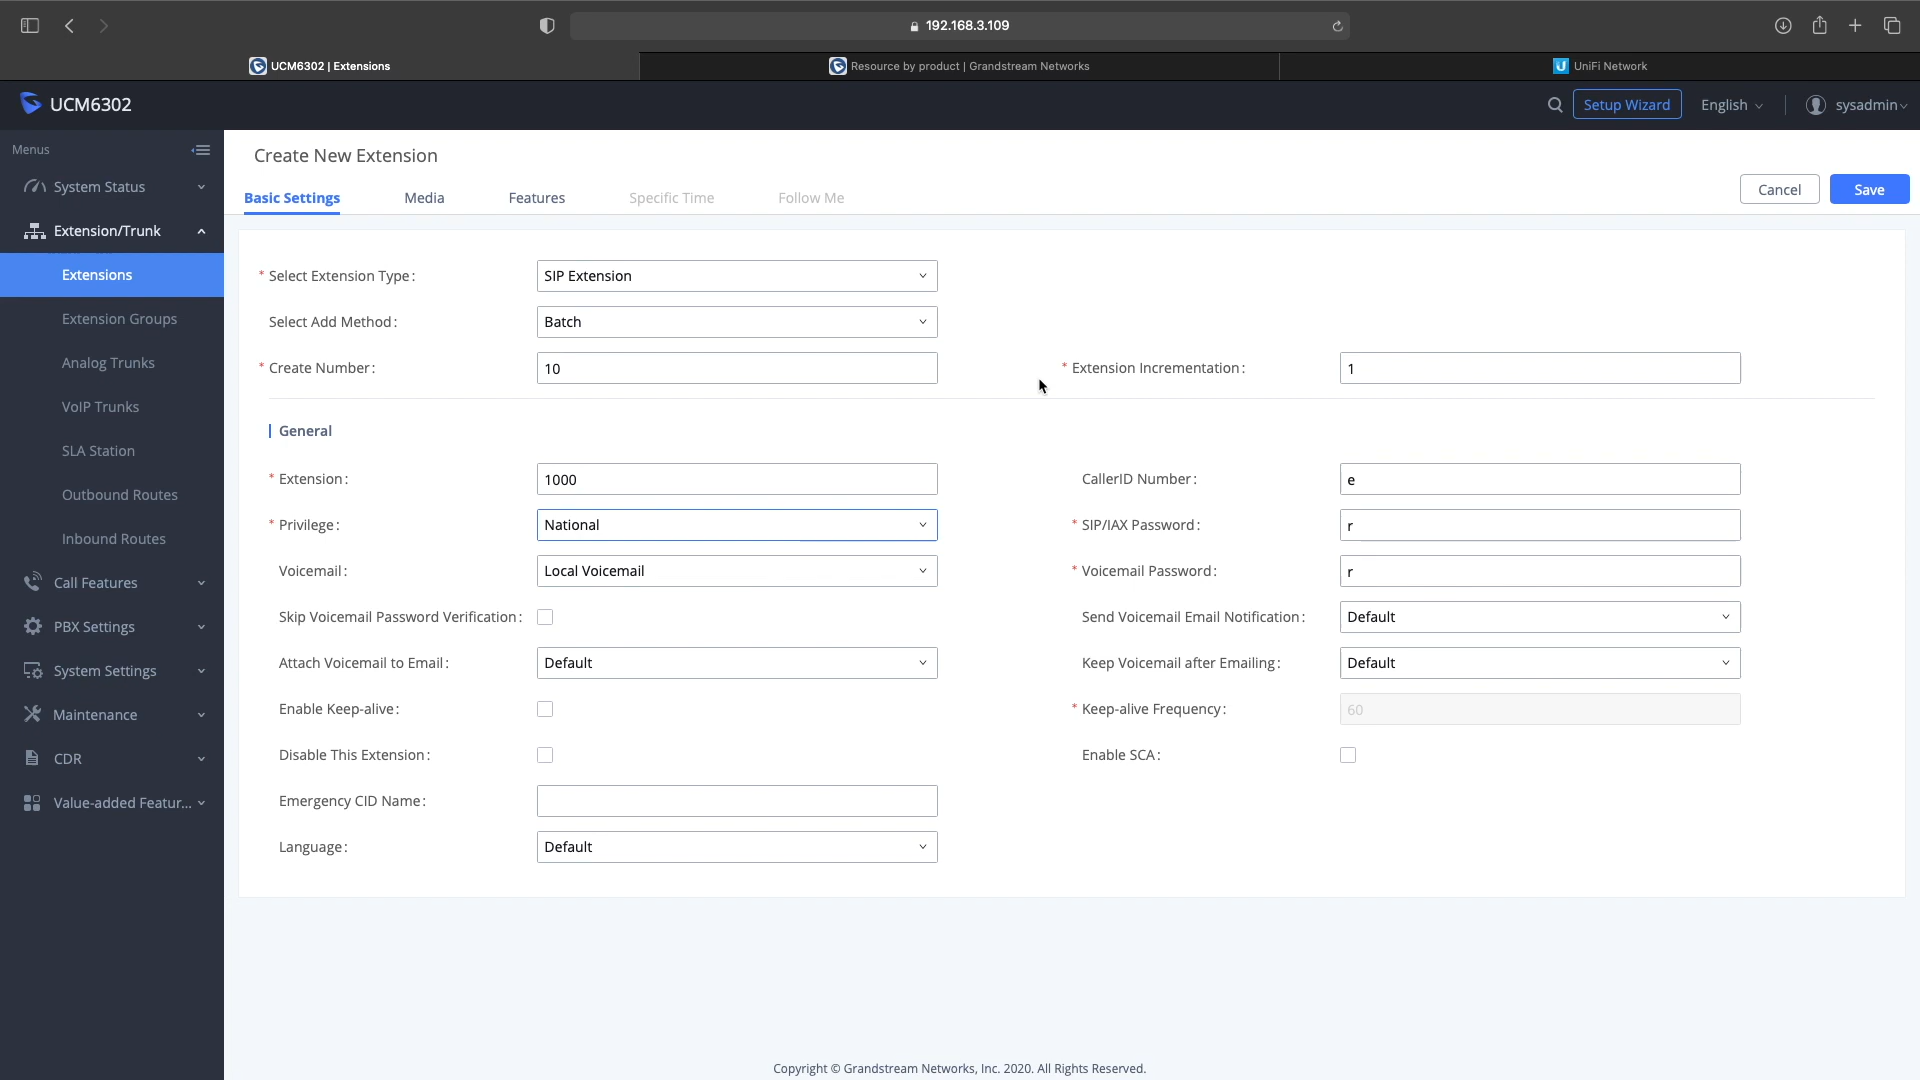 192.168.3.109
UCM6302 | Extensions
Resource by product | Grandstream Networks
UniFi Network
UCM6302
Setup Wizard
English
sysadmin
Menus
System Status
Extension/Trunk
Extensions
Extension Groups
Analog Trunks
VoIP Trunks
SLA Station
Outbound Routes
Inbound Routes
Call Features
PBX Settings
System Settings
Maintenance
CDR
Value-added Featur...
Create New Extension
Basic Settings
Media
Features
Specific Time
Follow Me
Cancel
Save
* Select Extension Type: SIP Extension
Select Add Method: Batch
* Create Number: 10
* Extension Incrementation: 1
General
* Extension: 1000
CallerID Number: e
* Privilege: National
* SIP/IAX Password: r
Voicemail: Local Voicemail
* Voicemail Password: r
Skip Voicemail Password Verification:
Send Voicemail Email Notification: Default
Attach Voicemail to Email: Default
Keep Voicemail after Emailing: Default
Enable Keep-alive:
* Keep-alive Frequency: 60
Disable This Extension:
Enable SCA:
Emergency CID Name:
Language: Default
Copyright © Grandstream Networks, Inc. 2020. All Rights Reserved.